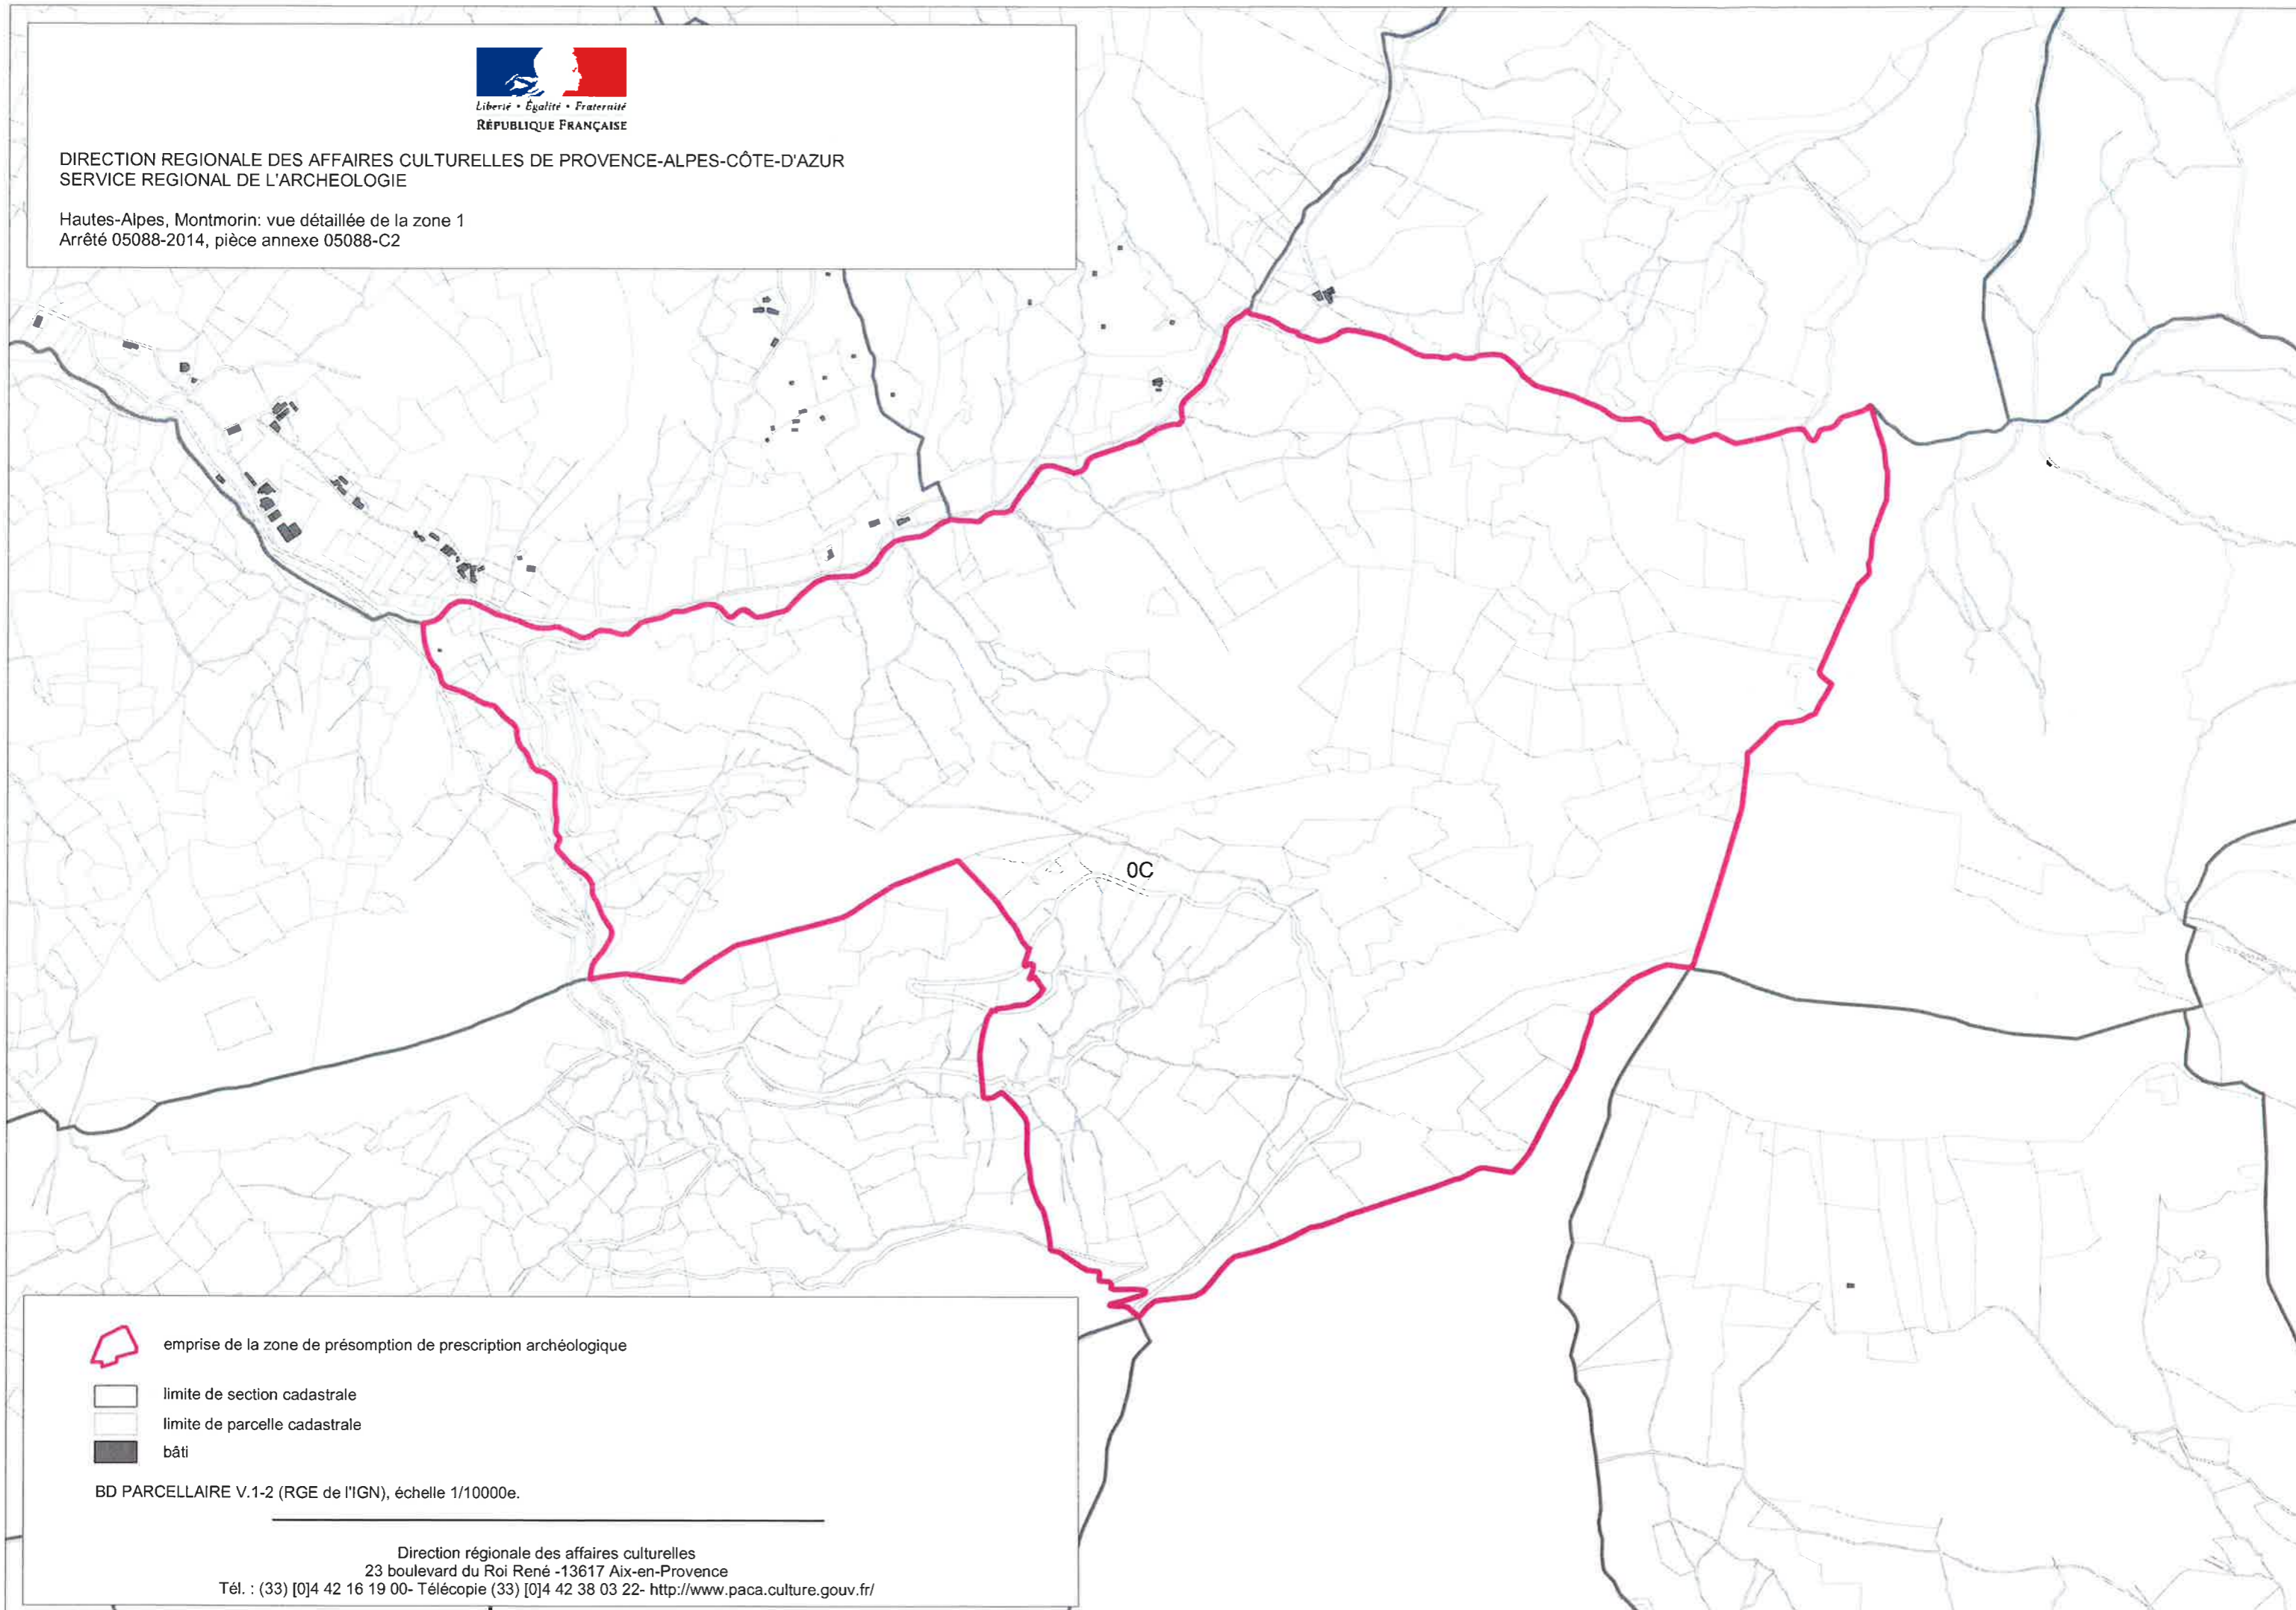 Liberté • Égalité • Fraternité
RÉPUBLIQUE FRANÇAISE
DIRECTION REGIONALE DES AFFAIRES CULTURELLES DE PROVENCE-ALPES-CÔTE-D'AZUR
SERVICE REGIONAL DE L'ARCHEOLOGIE
Hautes-Alpes, Montmorin: vue détaillée de la zone 1
Arrêté 05088-2014, pièce annexe 05088-C2
0C
emprise de la zone de présomption de prescription archéologique
limite de section cadastrale
limite de parcelle cadastrale
bâti
BD PARCELLAIRE V.1-2 (RGE de l'IGN), échelle 1/10000e.
Direction régionale des affaires culturelles
23 boulevard du Roi René -13617 Aix-en-Provence
Tél. : (33) [0]4 42 16 19 00- Télécopie (33) [0]4 42 38 03 22- http://www.paca.culture.gouv.fr/